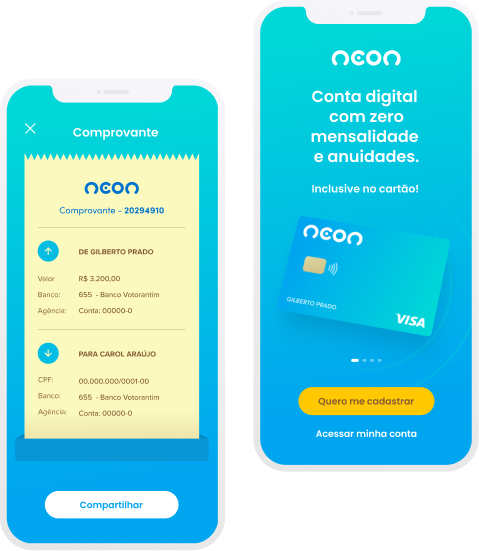 Comprovante
neon
Comprovante - 20294910
DE GILBERTO PRADO
Valor R$ 3.200,00
Banco: 655 - Banco Votorantim
Agência: Conta: 00000-0
PARA CAROL ARAÚJO
CPF: 00.000.000/0001-00
Banco: 655 - Banco Votorantim
Agência: Conta: 00000-0
Compartilhar
neon
Conta digital
com zero
mensalidade
e anuidades.
Inclusive no cartão!
neon
GILBERTO PRADO
VISA
Quero me cadastrar
Acessar minha conta